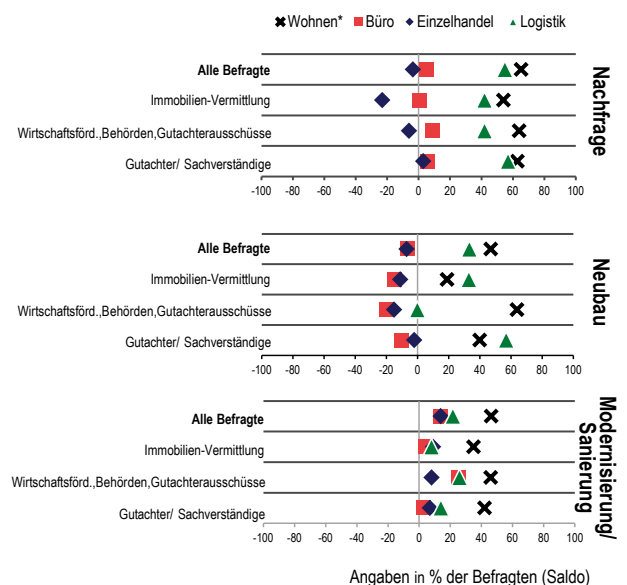 Wohnen* Büro Einzelhandel Logistik
Nachfrage
Alle Befragte
Immobilien-Vermittlung
Wirtschaftsförd.,Behörden,Gutachterausschüsse
Gutachter/ Sachverständige
-100 -80 -60 -40 -20 0 20 40 60 80 100
Neubau
Alle Befragte
Immobilien-Vermittlung
Wirtschaftsförd.,Behörden,Gutachterausschüsse
Gutachter/ Sachverständige
-100 -80 -60 -40 -20 0 20 40 60 80 100
Modernisierung/
Sanierung
Alle Befragte
Immobilien-Vermittlung
Wirtschaftsförd.,Behörden,Gutachterausschüsse
Gutachter/ Sachverständige
-100 -80 -60 -40 -20 0 20 40 60 80 100
Angaben in % der Befragten (Saldo)